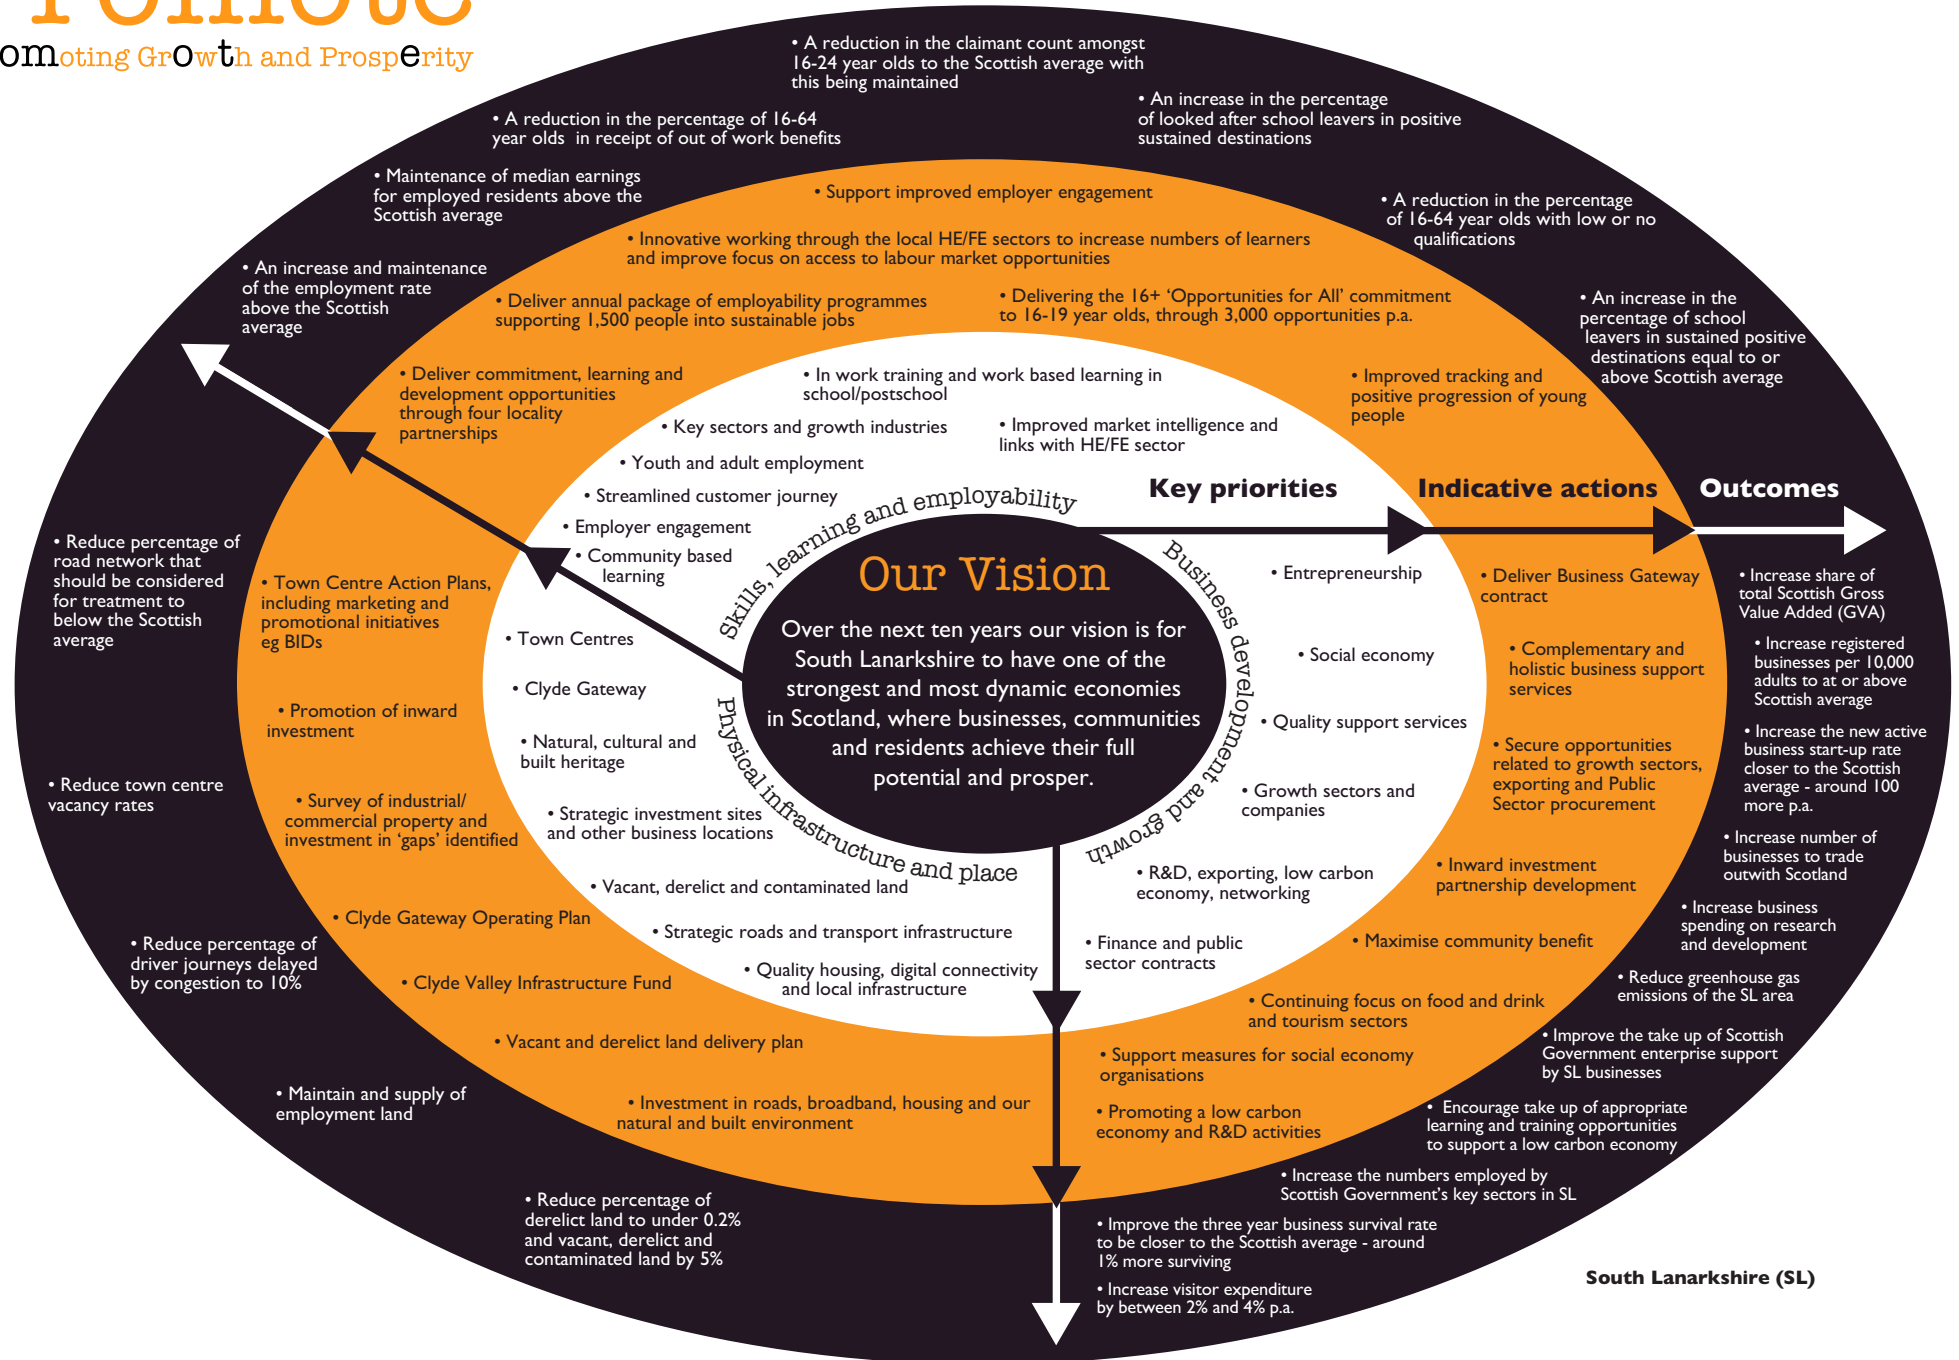 omoting Growth and Prosperity
• A reduction in the claimant count amongst
16-24 year olds to the Scottish average with
this being maintained
• An increase in the percentage
of looked after school leavers in positive
sustained destinations
• A reduction in the percentage of 16-64
year olds in receipt of out of work benefits
• Maintenance of median earnings
for employed residents above the
Scottish average
• A reduction in the percentage
of 16-64 year olds with low or no
qualifications
• An increase and maintenance
of the employment rate
above the Scottish
average
• An increase in the
percentage of school
leavers in sustained positive
destinations equal to or
above Scottish average
• Support improved employer engagement
• Innovative working through the local HE/FE sectors to increase numbers of learners
and improve focus on access to labour market opportunities
• Deliver annual package of employability programmes
supporting 1,500 people into sustainable jobs
• Delivering the 16+ ‘Opportunities for All’ commitment
to 16-19 year olds, through 3,000 opportunities p.a.
• Deliver commitment, learning and
development opportunities
through four locality
partnerships
• Improved tracking and
positive progression of young
people
• In work training and work based learning in
school/postschool
• Key sectors and growth industries
• Improved market intelligence and
links with HE/FE sector
• Youth and adult employment
• Streamlined customer journey
• Employer engagement
• Community based
learning
Key priorities
Indicative actions
Outcomes
Skills, learning and employability
Business development and growth
Physical infrastructure and place
Our Vision
Over the next ten years our vision is for
South Lanarkshire to have one of the
strongest and most dynamic economies
in Scotland, where businesses, communities
and residents achieve their full
potential and prosper.
• Entrepreneurship
• Social economy
• Quality support services
• Growth sectors and
companies
• R&D, exporting, low carbon
economy, networking
• Finance and public
sector contracts
• Deliver Business Gateway
contract
• Complementary and
holistic business support
services
• Secure opportunities
related to growth sectors,
exporting and Public
Sector procurement
• Inward investment
partnership development
• Maximise community benefit
• Continuing focus on food and drink
and tourism sectors
• Support measures for social economy
organisations
• Promoting a low carbon
economy and R&D activities
• Increase share of
total Scottish Gross
Value Added (GVA)
• Increase registered
businesses per 10,000
adults to at or above
Scottish average
• Increase the new active
business start-up rate
closer to the Scottish
average - around 100
more p.a.
• Increase number of
businesses to trade
outwith Scotland
• Increase business
spending on research
and development
• Reduce greenhouse gas
emissions of the SL area
• Improve the take up of Scottish
Government enterprise support
by SL businesses
• Encourage take up of appropriate
learning and training opportunities
to support a low carbon economy
• Increase the numbers employed by
Scottish Government’s key sectors in SL
• Improve the three year business survival rate
to be closer to the Scottish average - around
1% more surviving
• Increase visitor expenditure
by between 2% and 4% p.a.
• Town Centres
• Clyde Gateway
• Natural, cultural and
built heritage
• Strategic investment sites
and other business locations
• Vacant, derelict and contaminated land
• Strategic roads and transport infrastructure
• Quality housing, digital connectivity
and local infrastructure
• Town Centre Action Plans,
including marketing and
promotional initiatives
eg BIDs
• Promotion of inward
investment
• Survey of industrial/
commercial property and
investment in ‘gaps’ identified
• Clyde Gateway Operating Plan
• Clyde Valley Infrastructure Fund
• Vacant and derelict land delivery plan
• Investment in roads, broadband, housing and our
natural and built environment
• Reduce percentage of
road network that
should be considered
for treatment to
below the Scottish
average
• Reduce town centre
vacancy rates
• Reduce percentage of
driver journeys delayed
by congestion to 10%
• Maintain and supply of
employment land
• Reduce percentage of
derelict land to under 0.2%
and vacant, derelict and
contaminated land by 5%
South Lanarkshire (SL)